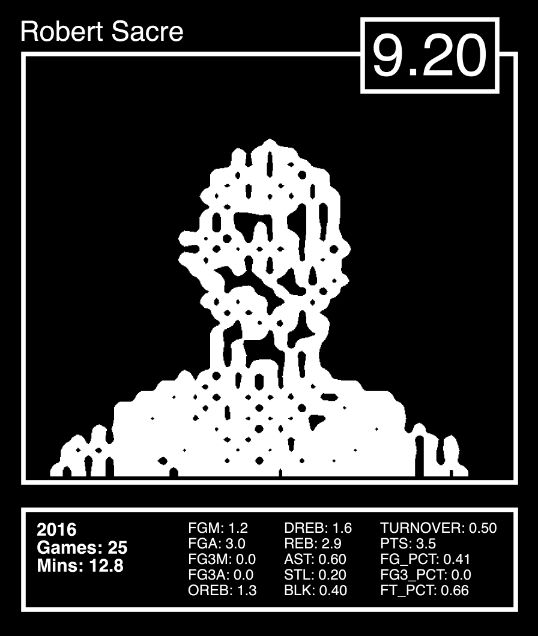 Robert Sacre
9.20
2016
Games: 25
Mins: 12.8
FGM: 1.2
FGA: 3.0
FG3M: 0.0
FG3A: 0.0
OREB: 1.3
DREB: 1.6
REB: 2.9
AST: 0.60
STL: 0.20
BLK: 0.40
TURNOVER: 0.50
PTS: 3.5
FG_PCT: 0.41
FG3_PCT: 0.0
FT_PCT: 0.66